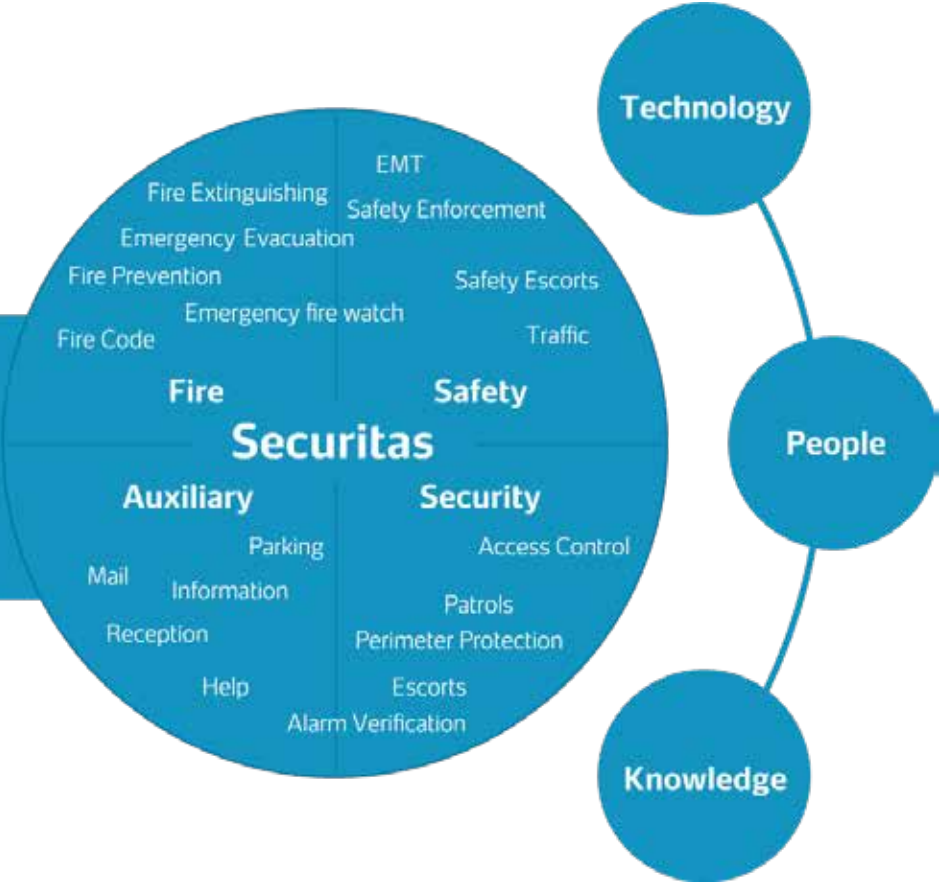 Technology
EMT
Fire Extinguishing
Safety Enforcement
Emergency Evacuation
Fire Prevention
Safety Escorts
Emergency fire watch
Fire Code
Traffic
Fire
Safety
Securitas
People
Auxiliary
Security
Parking
Access Control
Mail
Information
Patrols
Reception
Perimeter Protection
Help
Escorts
Alarm Verification
Knowledge